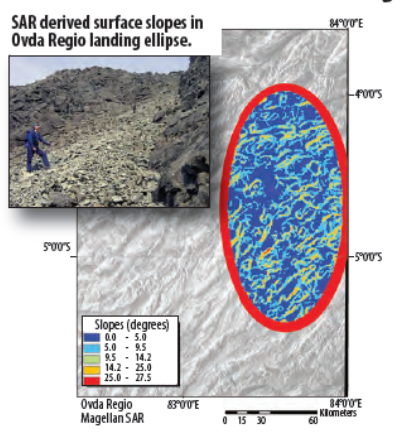 SAR derived surface slopes in
Ovda Regio landing ellipse.
84°0'0"E
4°0'0"S
5°0'0"S
5°0'0"S
Slopes (degrees)
0.0 - 5.0
5.0 - 9.5
9.5 - 14.2
14.2 - 25.0
25.0 - 27.5
Ovda Regio
Magellan SAR
83°0'0"E
84°0'0"E
0 15 30 60 Kilometers